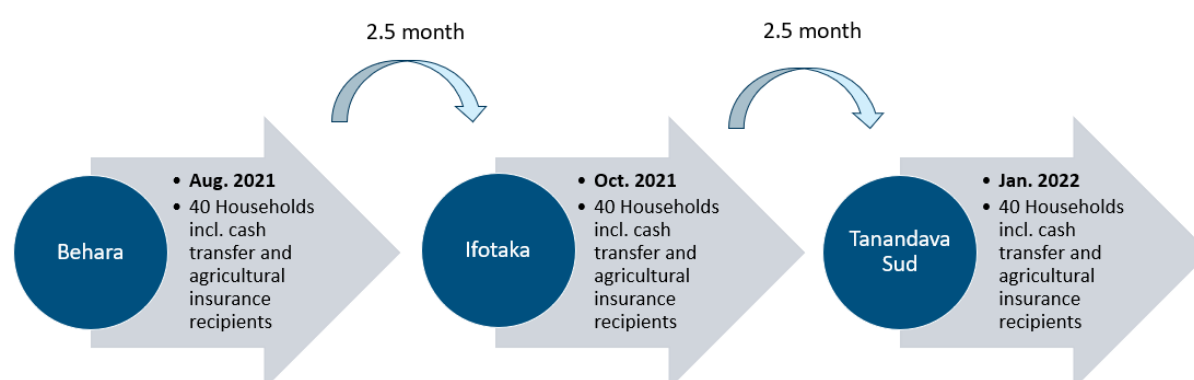 2.5 month
2.5 month
Behara
• Aug. 2021
• 40 Households
incl. cash
transfer and
agricultural
insurance
recipients
Ifotaka
• Oct. 2021
• 40 Households
incl. cash
transfer and
agricultural
insurance
recipients
Tanandava
Sud
• Jan. 2022
• 40 Households
incl. cash
transfer and
agricultural
insurance
recipients